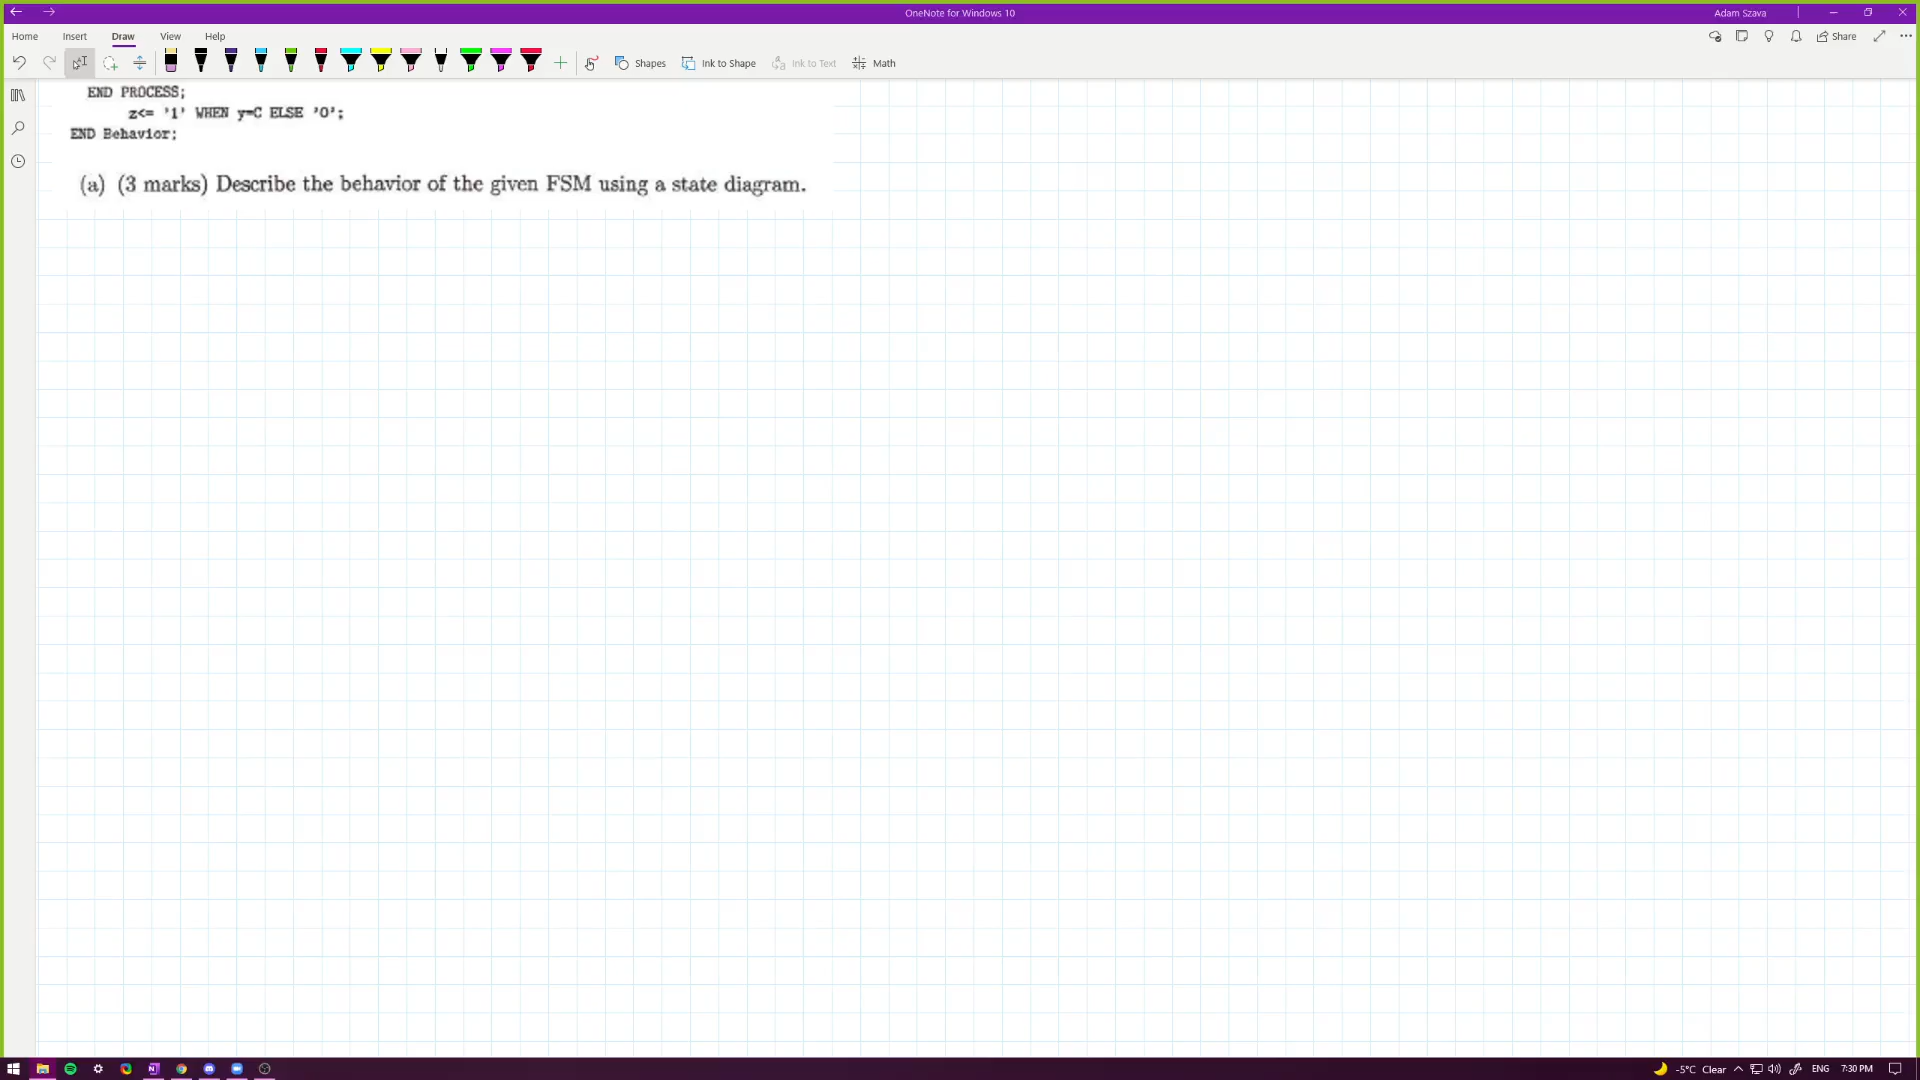 OneNote for Windows 10
Adam Szava
Home Insert Draw View Help
Share
Shapes Ink to Shape Ink to Text Math
END PROCESS;
z<= '1' WHEN y=C ELSE '0';
END Behavior;
(a) (3 marks) Describe the behavior of the given FSM using a state diagram.
-5°C Clear ENG 7:30 PM